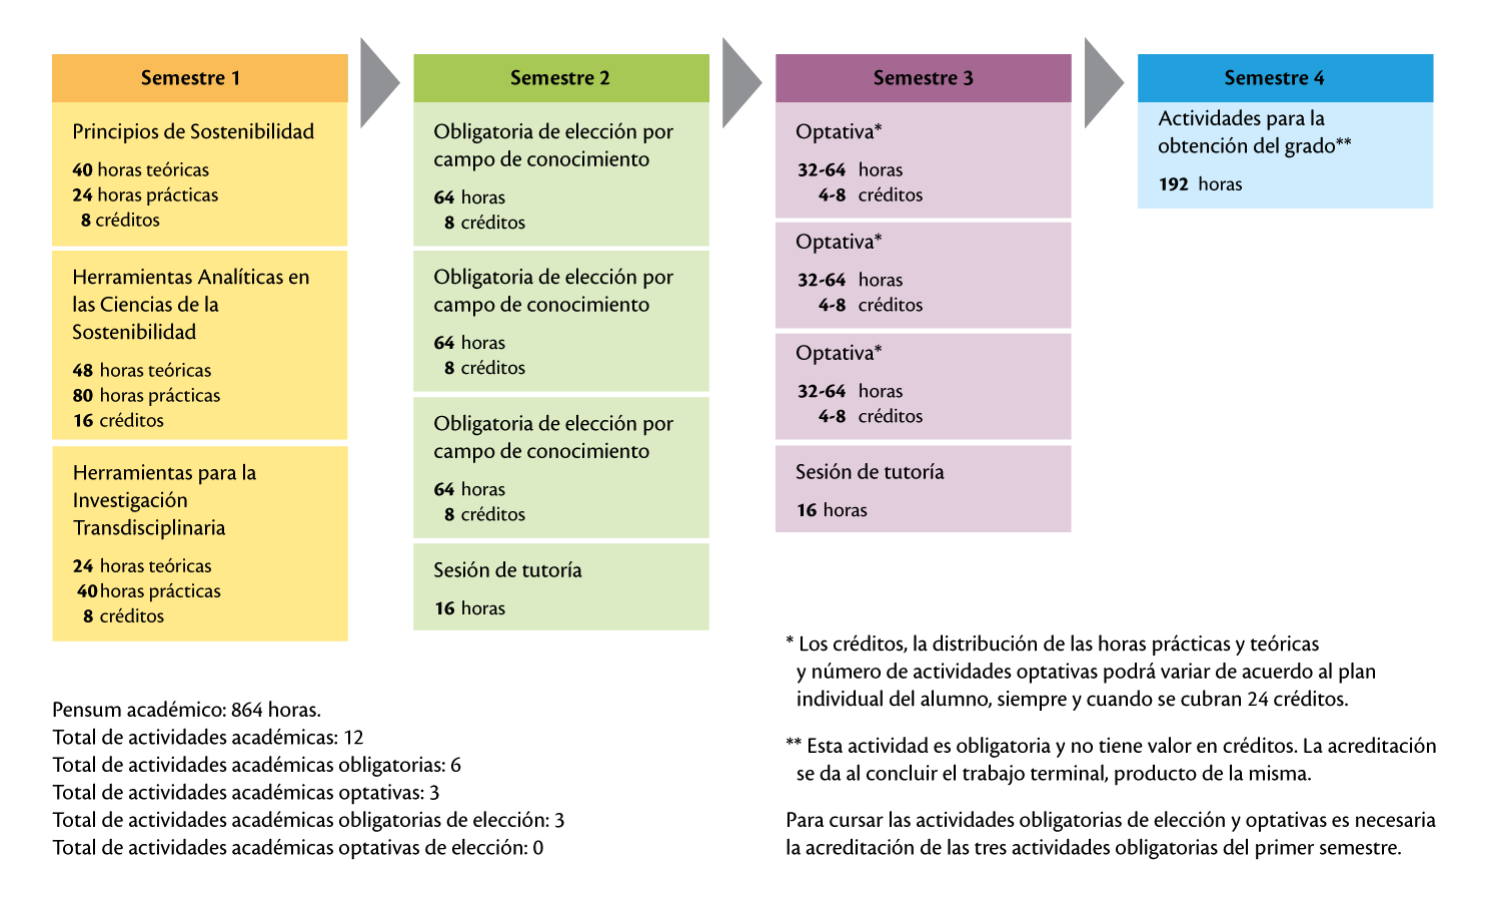 Semestre 1
Principios de Sostenibilidad
40 horas teóricas
24 horas prácticas
8 créditos
Herramientas Analíticas en
las Ciencias de la
Sostenibilidad
48 horas teóricas
80 horas prácticas
16 créditos
Herramientas para la
Investigación
Transdisciplinaria
24 horas teóricas
40 horas prácticas
8 créditos
Semestre 2
Obligatoria de elección por
campo de conocimiento
64 horas
8 créditos
Obligatoria de elección por
campo de conocimiento
64 horas
8 créditos
Obligatoria de elección por
campo de conocimiento
64 horas
8 créditos
Sesión de tutoría
16 horas
Semestre 3
Optativa*
32-64 horas
4-8 créditos
Optativa*
32-64 horas
4-8 créditos
Optativa*
32-64 horas
4-8 créditos
Sesión de tutoría
16 horas
Semestre 4
Actividades para la
obtención del grado**
192 horas
Pensum académico: 864 horas.
Total de actividades académicas: 12
Total de actividades académicas obligatorias: 6
Total de actividades académicas optativas: 3
Total de actividades académicas obligatorias de elección: 3
Total de actividades académicas optativas de elección: 0
* Los créditos, la distribución de las horas prácticas y teóricas
y número de actividades optativas podrá variar de acuerdo al plan
individual del alumno, siempre y cuando se cubran 24 créditos.
** Esta actividad es obligatoria y no tiene valor en créditos. La acreditación
se da al concluir el trabajo terminal, producto de la misma.
Para cursar las actividades obligatorias de elección y optativas es necesaria
la acreditación de las tres actividades obligatorias del primer semestre.